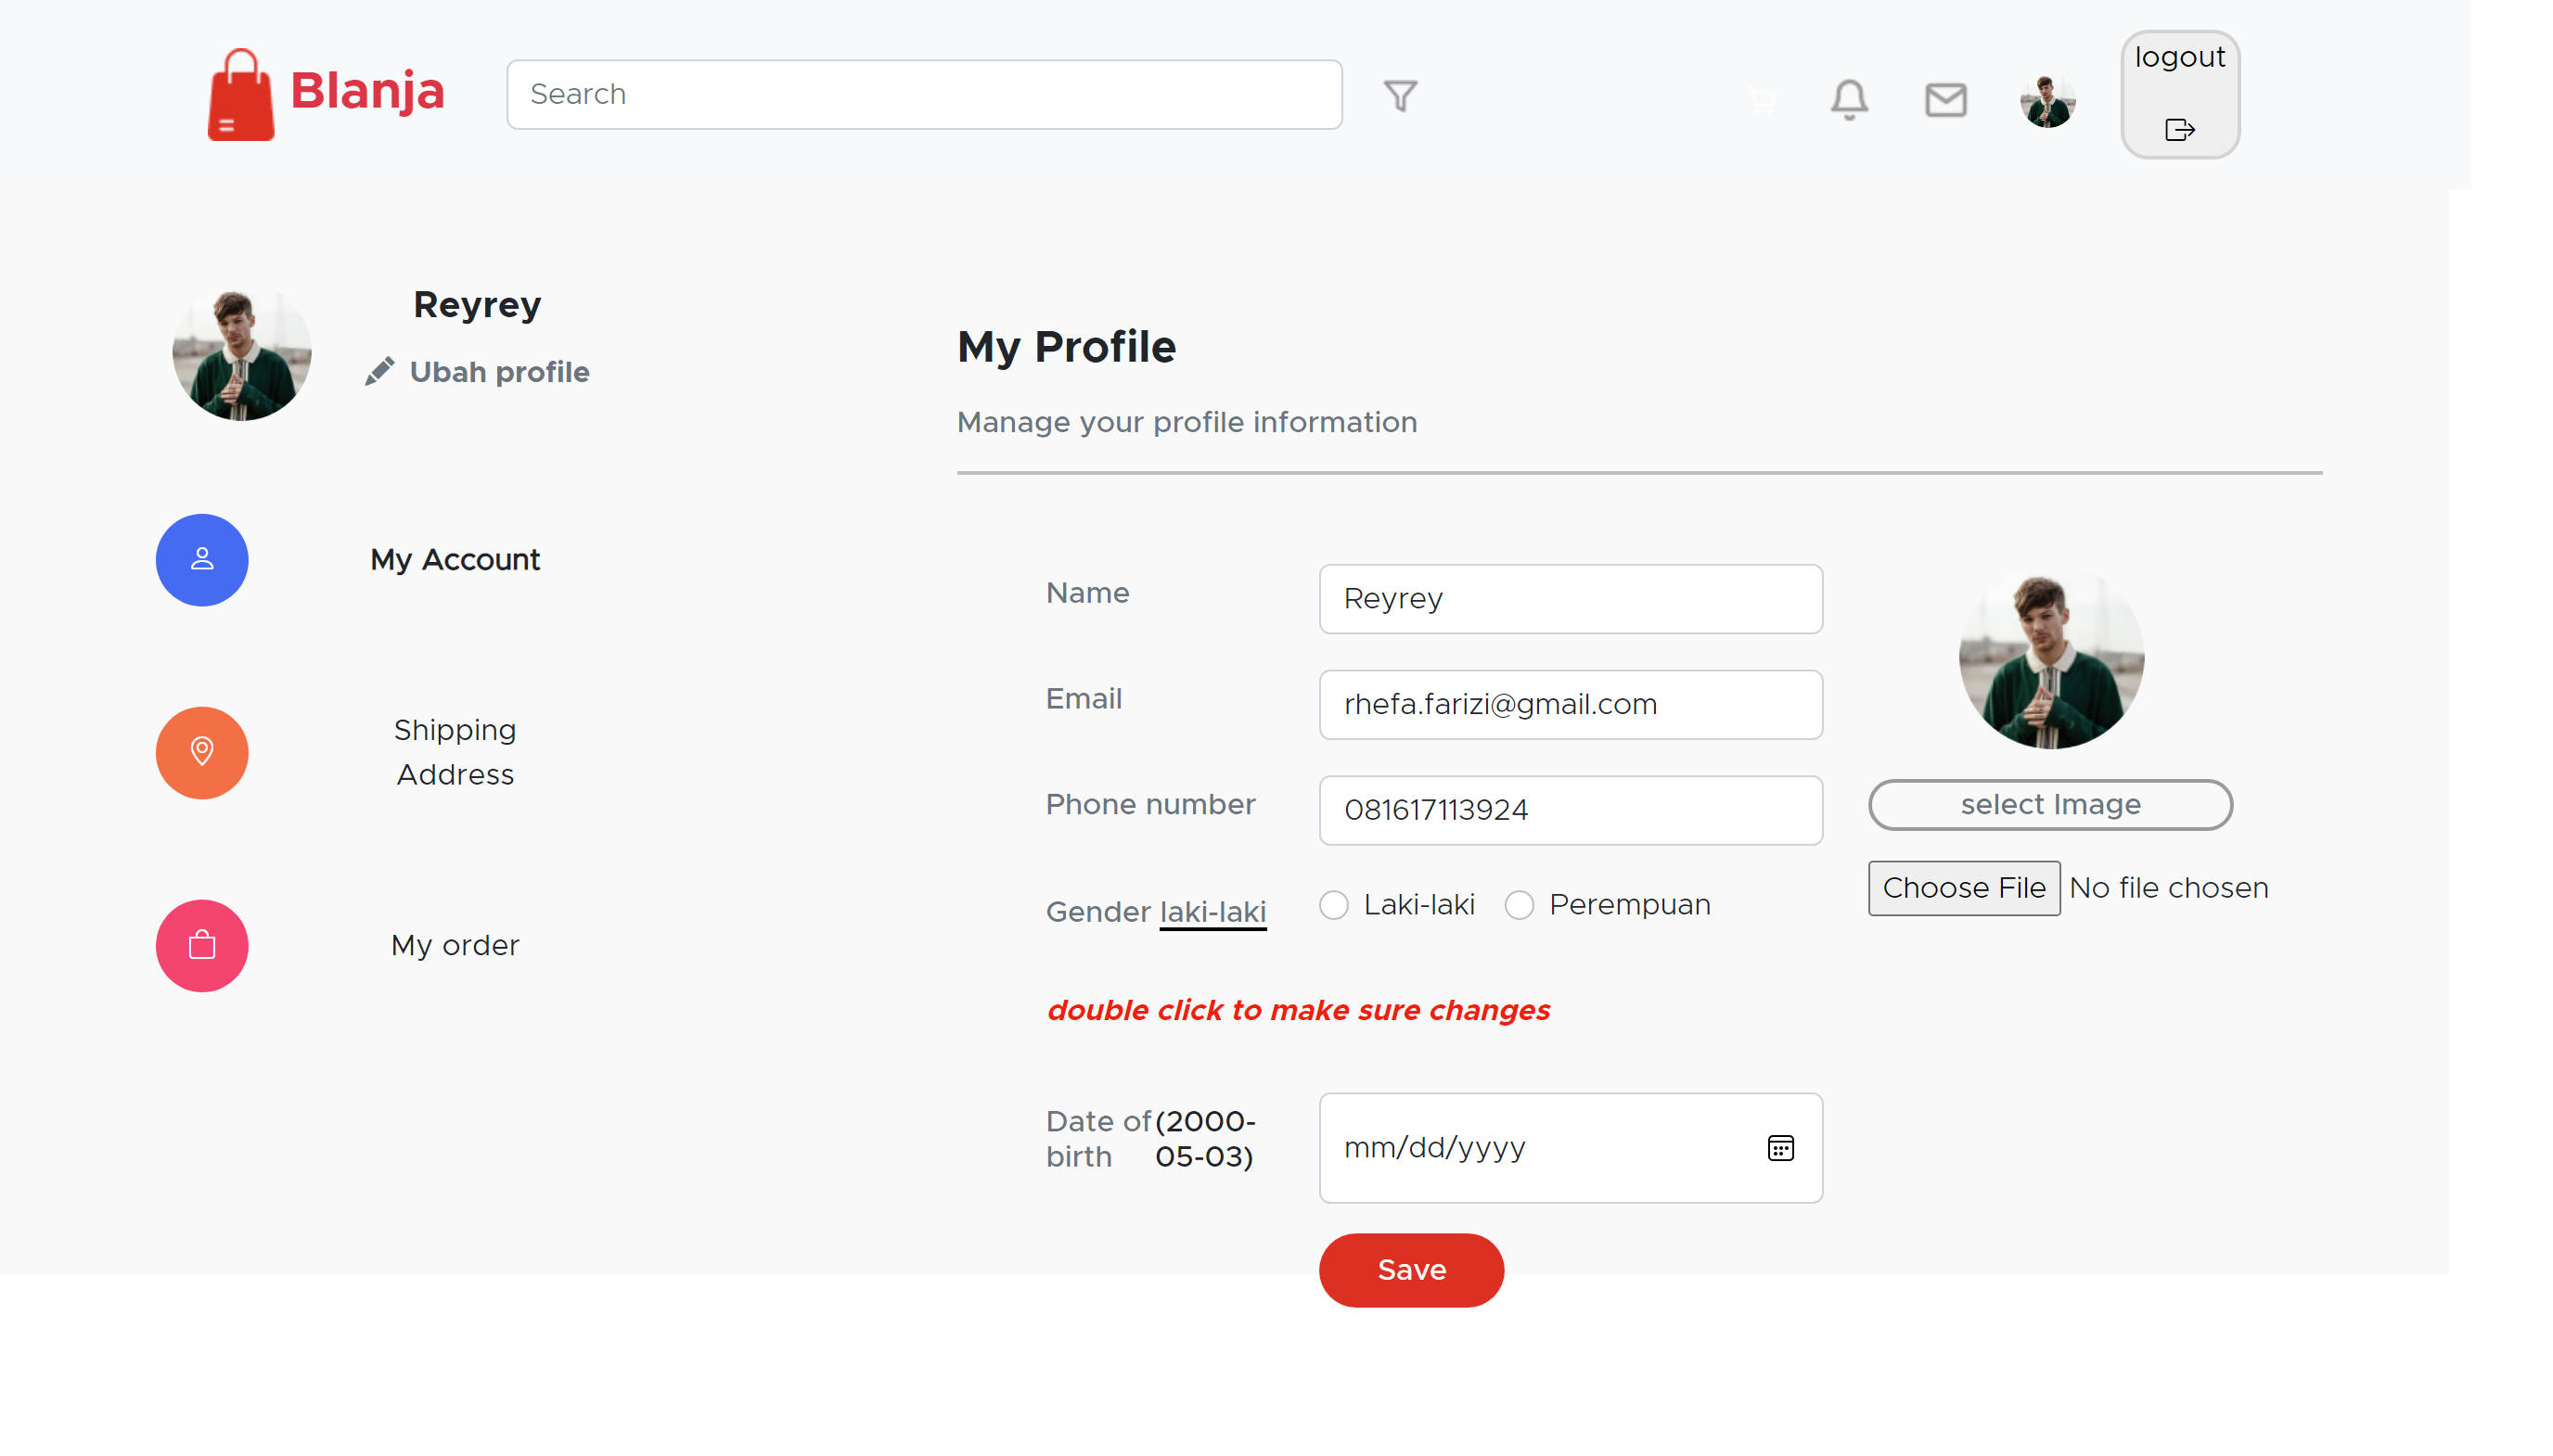 Blanja
Search
logout
Reyrey
Ubah profile
My Profile
Manage your profile information
My Account
Shipping
Address
My order
Name
Reyrey
Email
rhefa.farizi@gmail.com
Phone number
081617113924
select Image
Choose File No file chosen
Gender laki-laki
Laki-laki
Perempuan
double click to make sure changes
Date of
birth
(2000-
05-03)
mm/dd/yyyy
Save